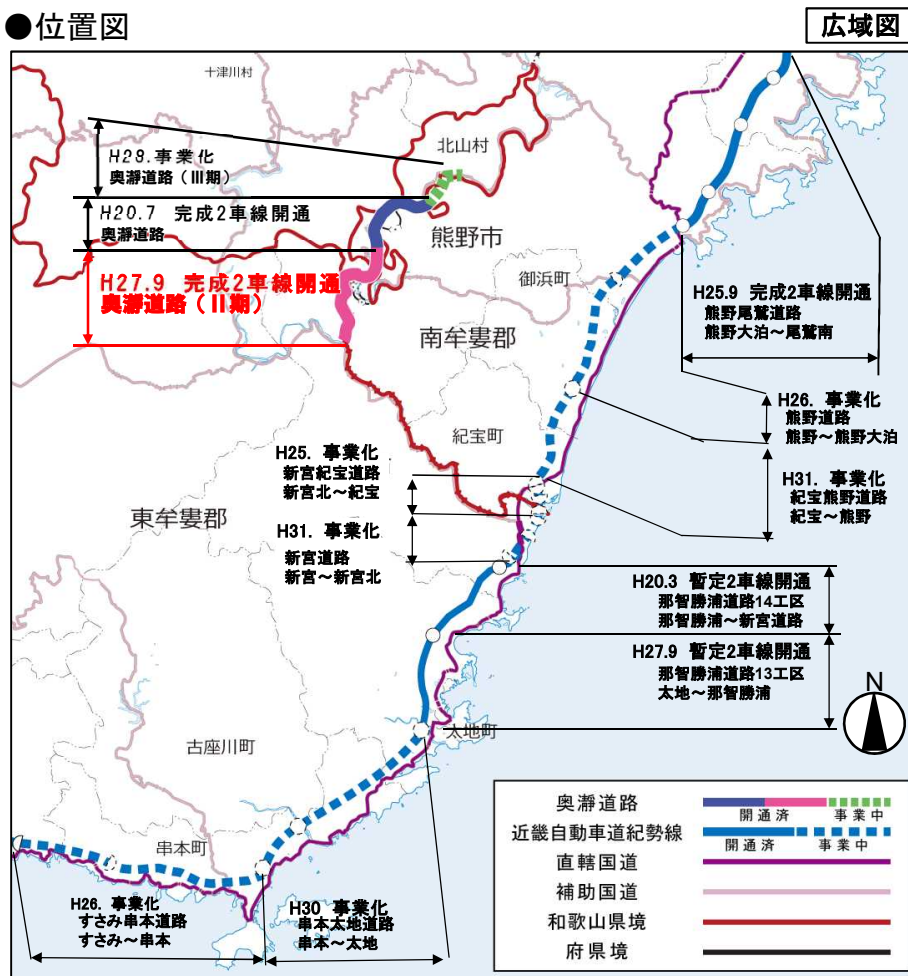 ●位置図
広域図
十津川村
北山村
H28.事業化
奥瀞道路（Ⅲ期）
H20.7 完成2車線開通
奥瀞道路
熊野市
御浜町
H27.9 完成2車線開通
奥瀞道路（Ⅱ期）
H25.9 完成2車線開通
熊野尾鷲道路
熊野大泊～尾鷲南
南牟婁郡
H26. 事業化
熊野道路
熊野～熊野大泊
紀宝町
H25. 事業化
新宮紀宝道路
新宮北～紀宝
H31. 事業化
紀宝熊野道路
紀宝～熊野
東牟婁郡
H31. 事業化
新宮道路
新宮～新宮北
H20.3 暫定2車線開通
那智勝浦道路14工区
那智勝浦～新宮道路
H27.9 暫定2車線開通
那智勝浦道路13工区
太地～那智勝浦
N
太地町
古座川町
串本町
H26. 事業化
すさみ串本道路
すさみ～串本
H30 事業化
串本太地道路
串本～太地
奥瀞道路
開通済 事業中
近畿自動車道紀勢線
開通済 事業中
直轄国道
補助国道
和歌山県境
府県境